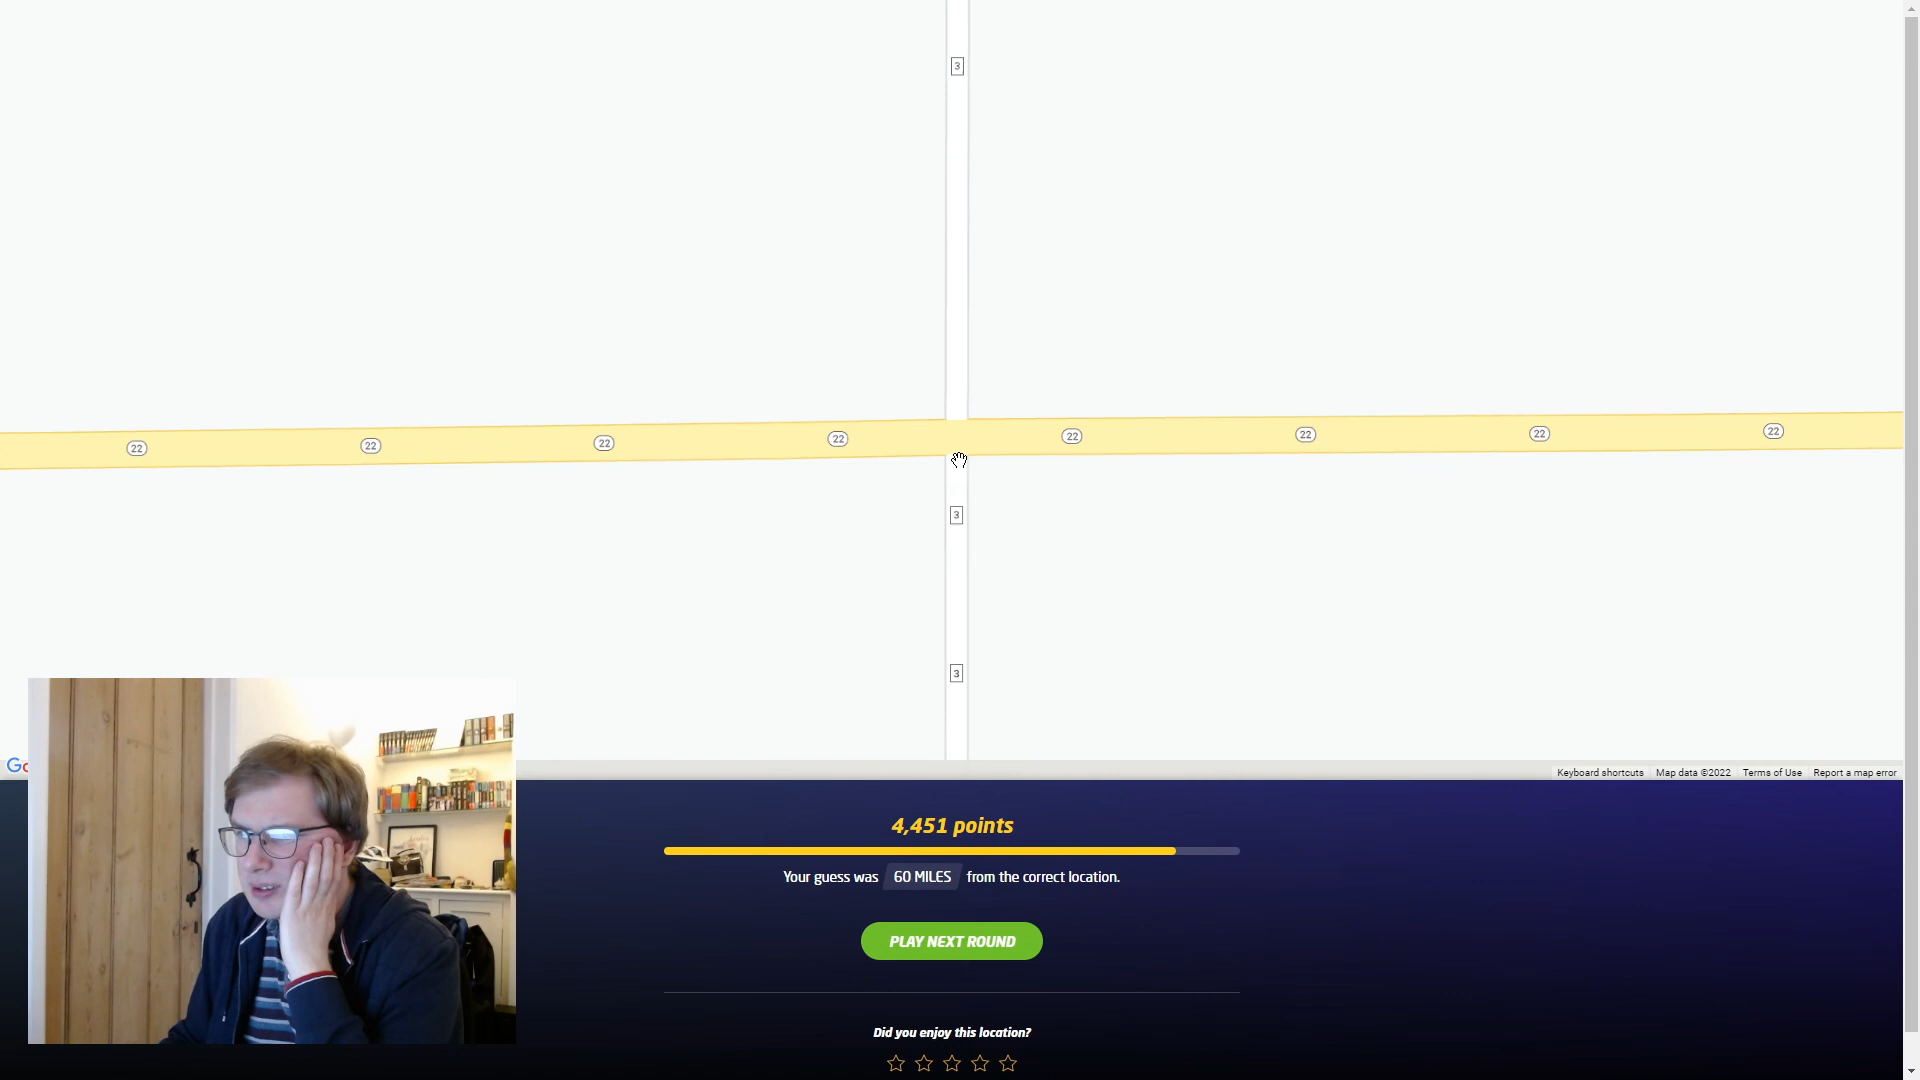 3
22 22 22 22 22 22 22 22
3
3
Go
Keyboard shortcuts Map data ©2022 Terms of Use Report a map error
4,451 points
Your guess was 60 MILES from the correct location.
PLAY NEXT ROUND
Did you enjoy this location?